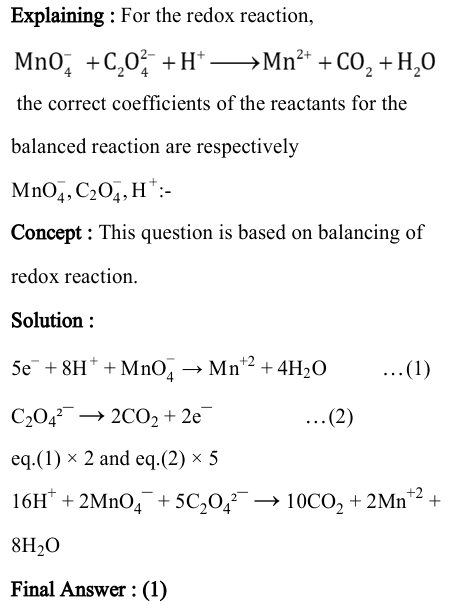 Explaining : For the redox reaction,
MnO₄⁻ + C₂O₄²⁻ + H⁺ ⟶ Mn²⁺ + CO₂ + H₂O
the correct coefficients of the reactants for the
balanced reaction are respectively
MnO₄⁻, C₂O₄⁻, H⁺:-
Concept : This question is based on balancing of
redox reaction.
Solution :
5e⁻ + 8H⁺ + MnO₄⁻ → Mn⁺² + 4H₂O …(1)
C₂O₄²⁻ ⟶ 2CO₂ + 2e⁻ …(2)
eq.(1) × 2 and eq.(2) × 5
16H⁺ + 2MnO₄⁻ + 5C₂O₄²⁻ ⟶ 10CO₂ + 2Mn⁺² +
8H₂O
Final Answer : (1)